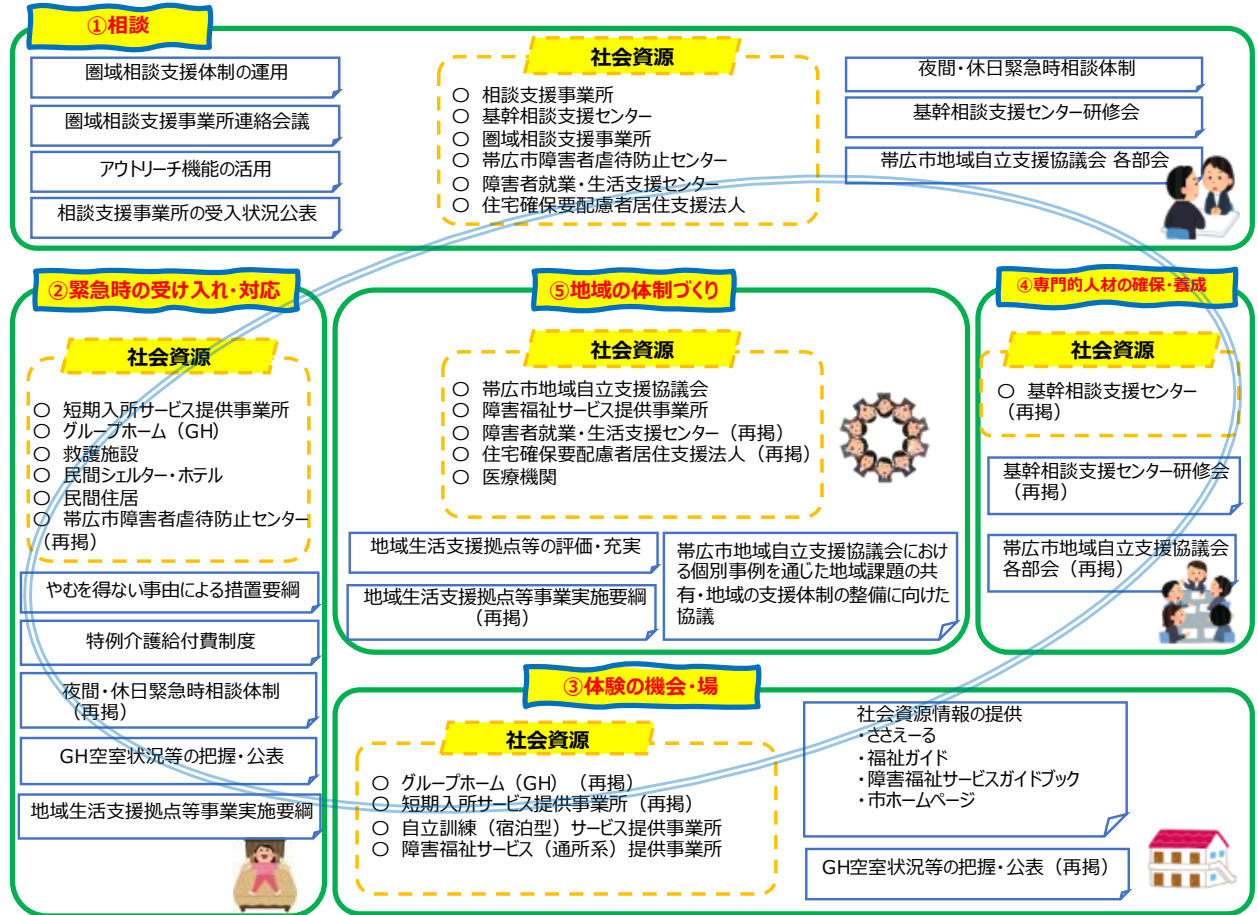 ①相談
圏域相談支援体制の運用
圏域相談支援事業所連絡会議
アウトリーチ機能の活用
相談支援事業所の受入状況公表
社会資源
〇 相談支援事業所
〇 基幹相談支援センター
〇 圏域相談支援事業所
〇 帯広市障害者虐待防止センター
〇 障害者就業・生活支援センター
〇 住宅確保要配慮者居住支援法人
夜間・休日緊急時相談体制
基幹相談支援センター研修会
帯広市地域自立支援協議会 各部会
②緊急時の受け入れ・対応
社会資源
〇 短期入所サービス提供事業所
〇 グループホーム（GH）
〇 救護施設
〇 民間シェルター・ホテル
〇 民間住居
〇 帯広市障害者虐待防止センター
（再掲）
やむを得ない事由による措置要綱
特例介護給付費制度
夜間・休日緊急時相談体制
（再掲）
GH空室状況等の把握・公表
地域生活支援拠点等事業実施要綱
⑤地域の体制づくり
社会資源
〇 帯広市地域自立支援協議会
〇 障害福祉サービス提供事業所
〇 障害者就業・生活支援センター（再掲）
〇 住宅確保要配慮者居住支援法人（再掲）
〇 医療機関
地域生活支援拠点等の評価・充実
地域生活支援拠点等事業実施要綱
（再掲）
帯広市地域自立支援協議会におけ
る個別事例を通じた地域課題の共
有・地域の支援体制の整備に向けた
協議
④専門的人材の確保・養成
社会資源
〇 基幹相談支援センター
（再掲）
基幹相談支援センター研修会
（再掲）
帯広市地域自立支援協議会
各部会（再掲）
③体験の機会・場
社会資源
〇 グループホーム（GH）（再掲）
〇 短期入所サービス提供事業所（再掲）
〇 自立訓練（宿泊型）サービス提供事業所
〇 障害福祉サービス（通所系）提供事業所
社会資源情報の提供
・ささえーる
・福祉ガイド
・障害福祉サービスガイドブック
・市ホームページ
GH空室状況等の把握・公表（再掲）